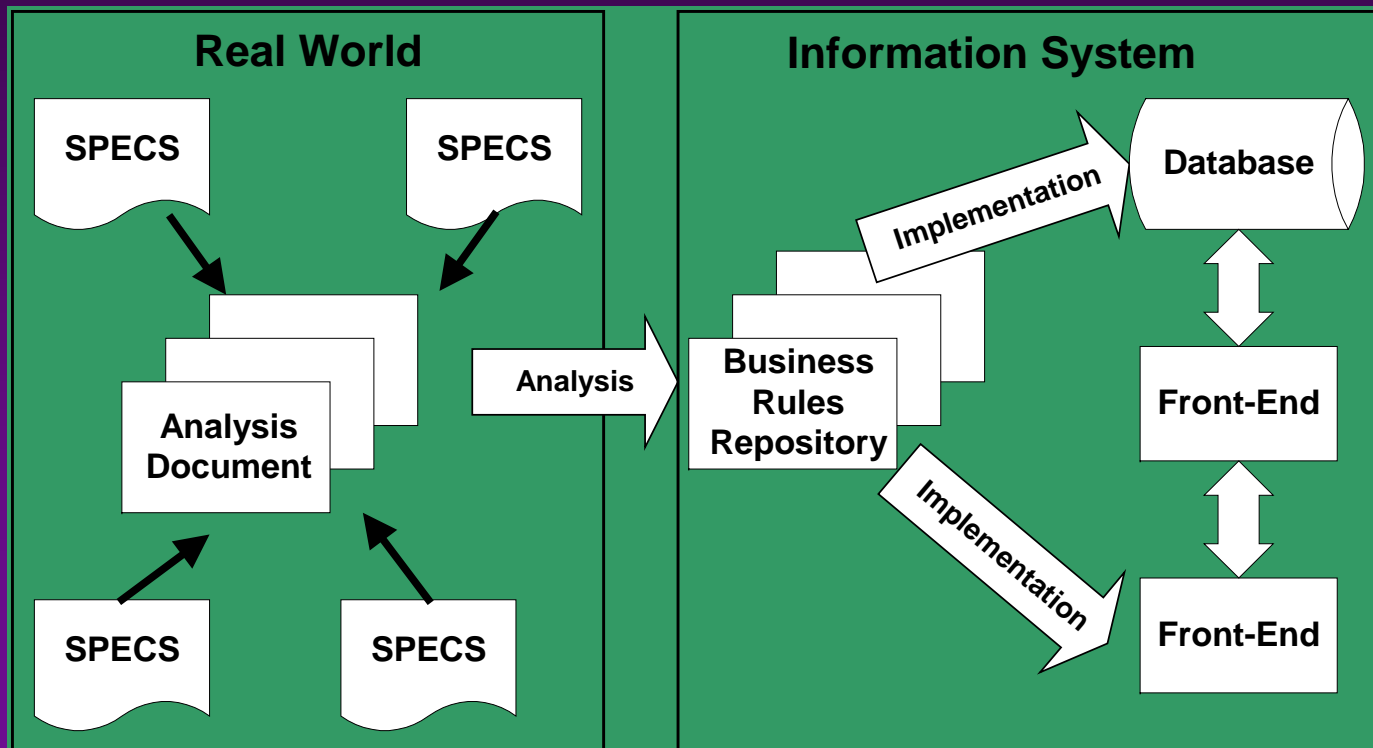 Real World
SPECS
SPECS
Analysis
Document
SPECS
SPECS
Analysis
Information System
Implementation
Database
Business
Rules
Repository
Front-End
Implementation
Front-End